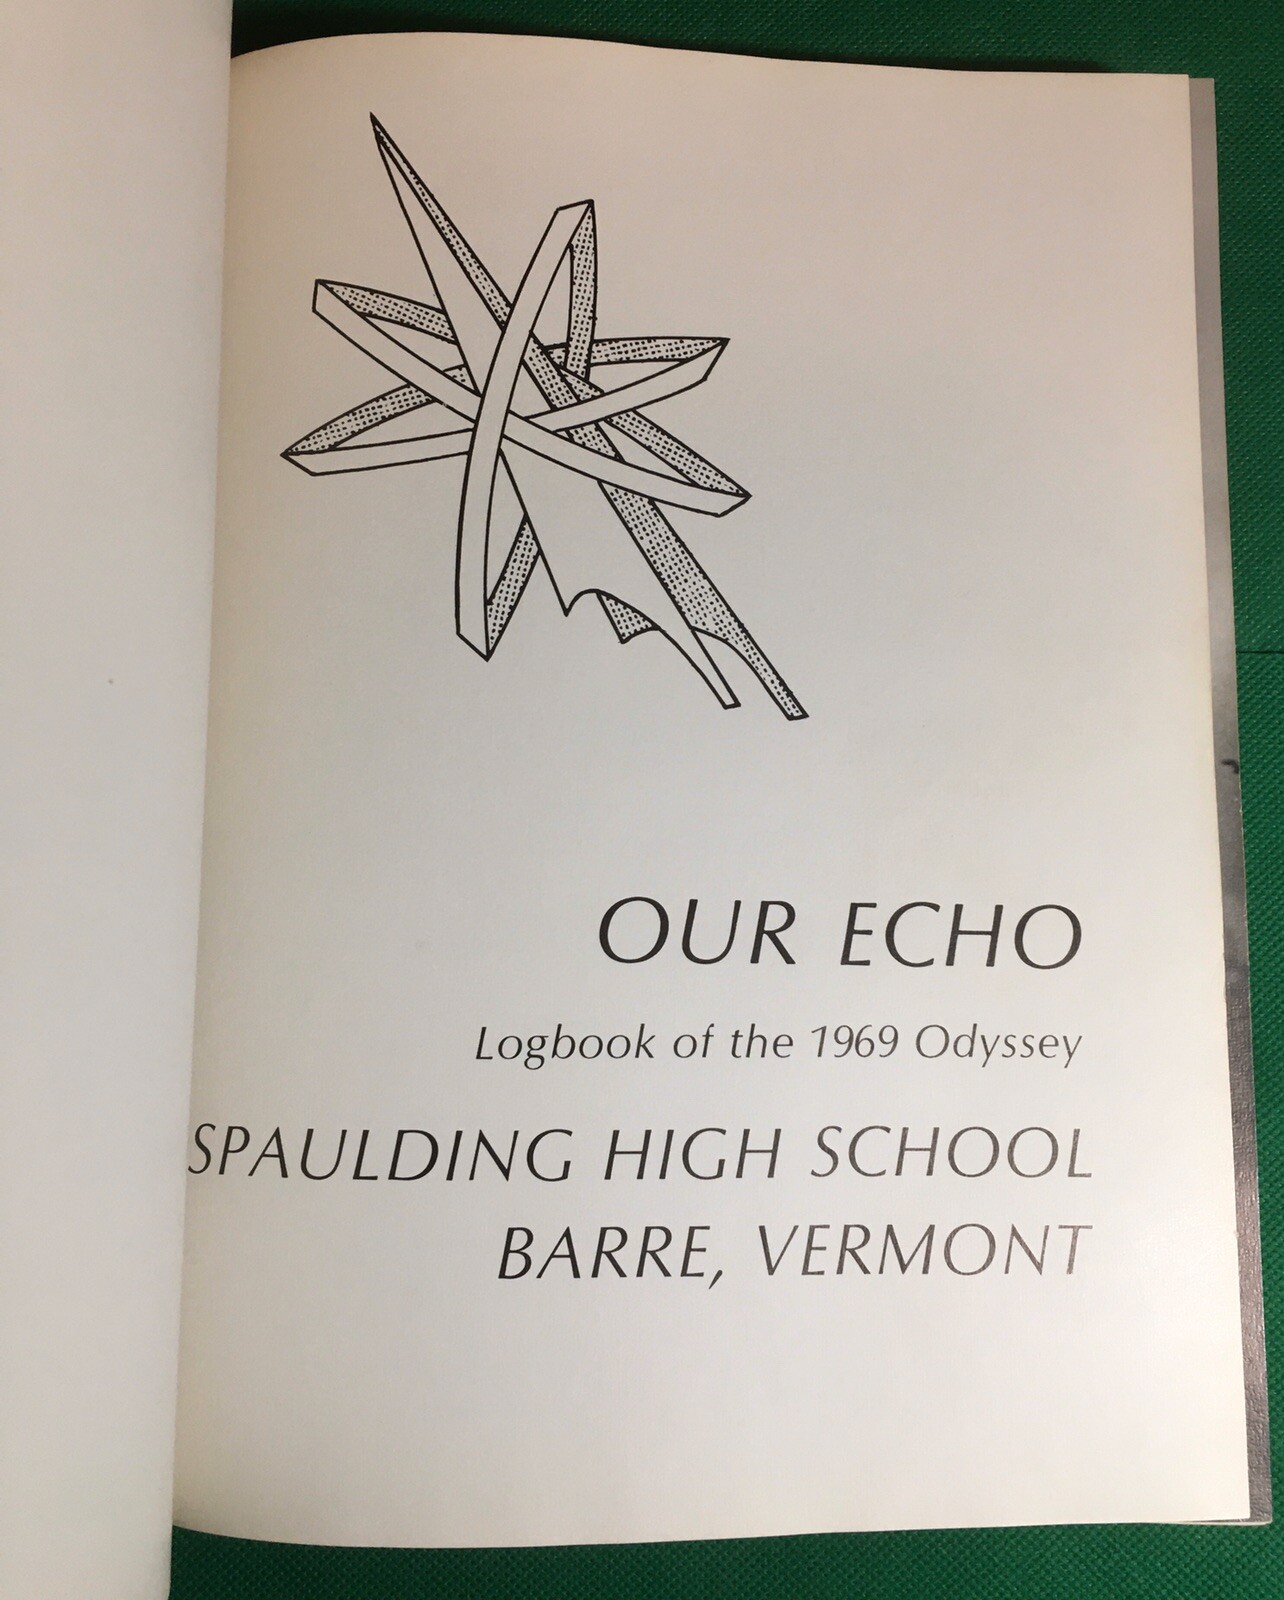 OUR ECHO
Logbook of the 1969 Odyssey
SPAULDING HIGH SCHOOL
BARRE, VERMONT